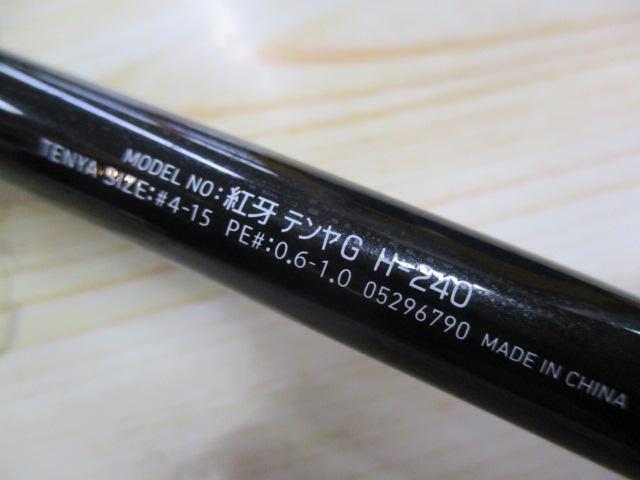 MODEL NO:紅牙テンヤG H-240
TENYA SIZE:#4-15 PE#:0.6-1.0 05296790 MADE IN CHINA